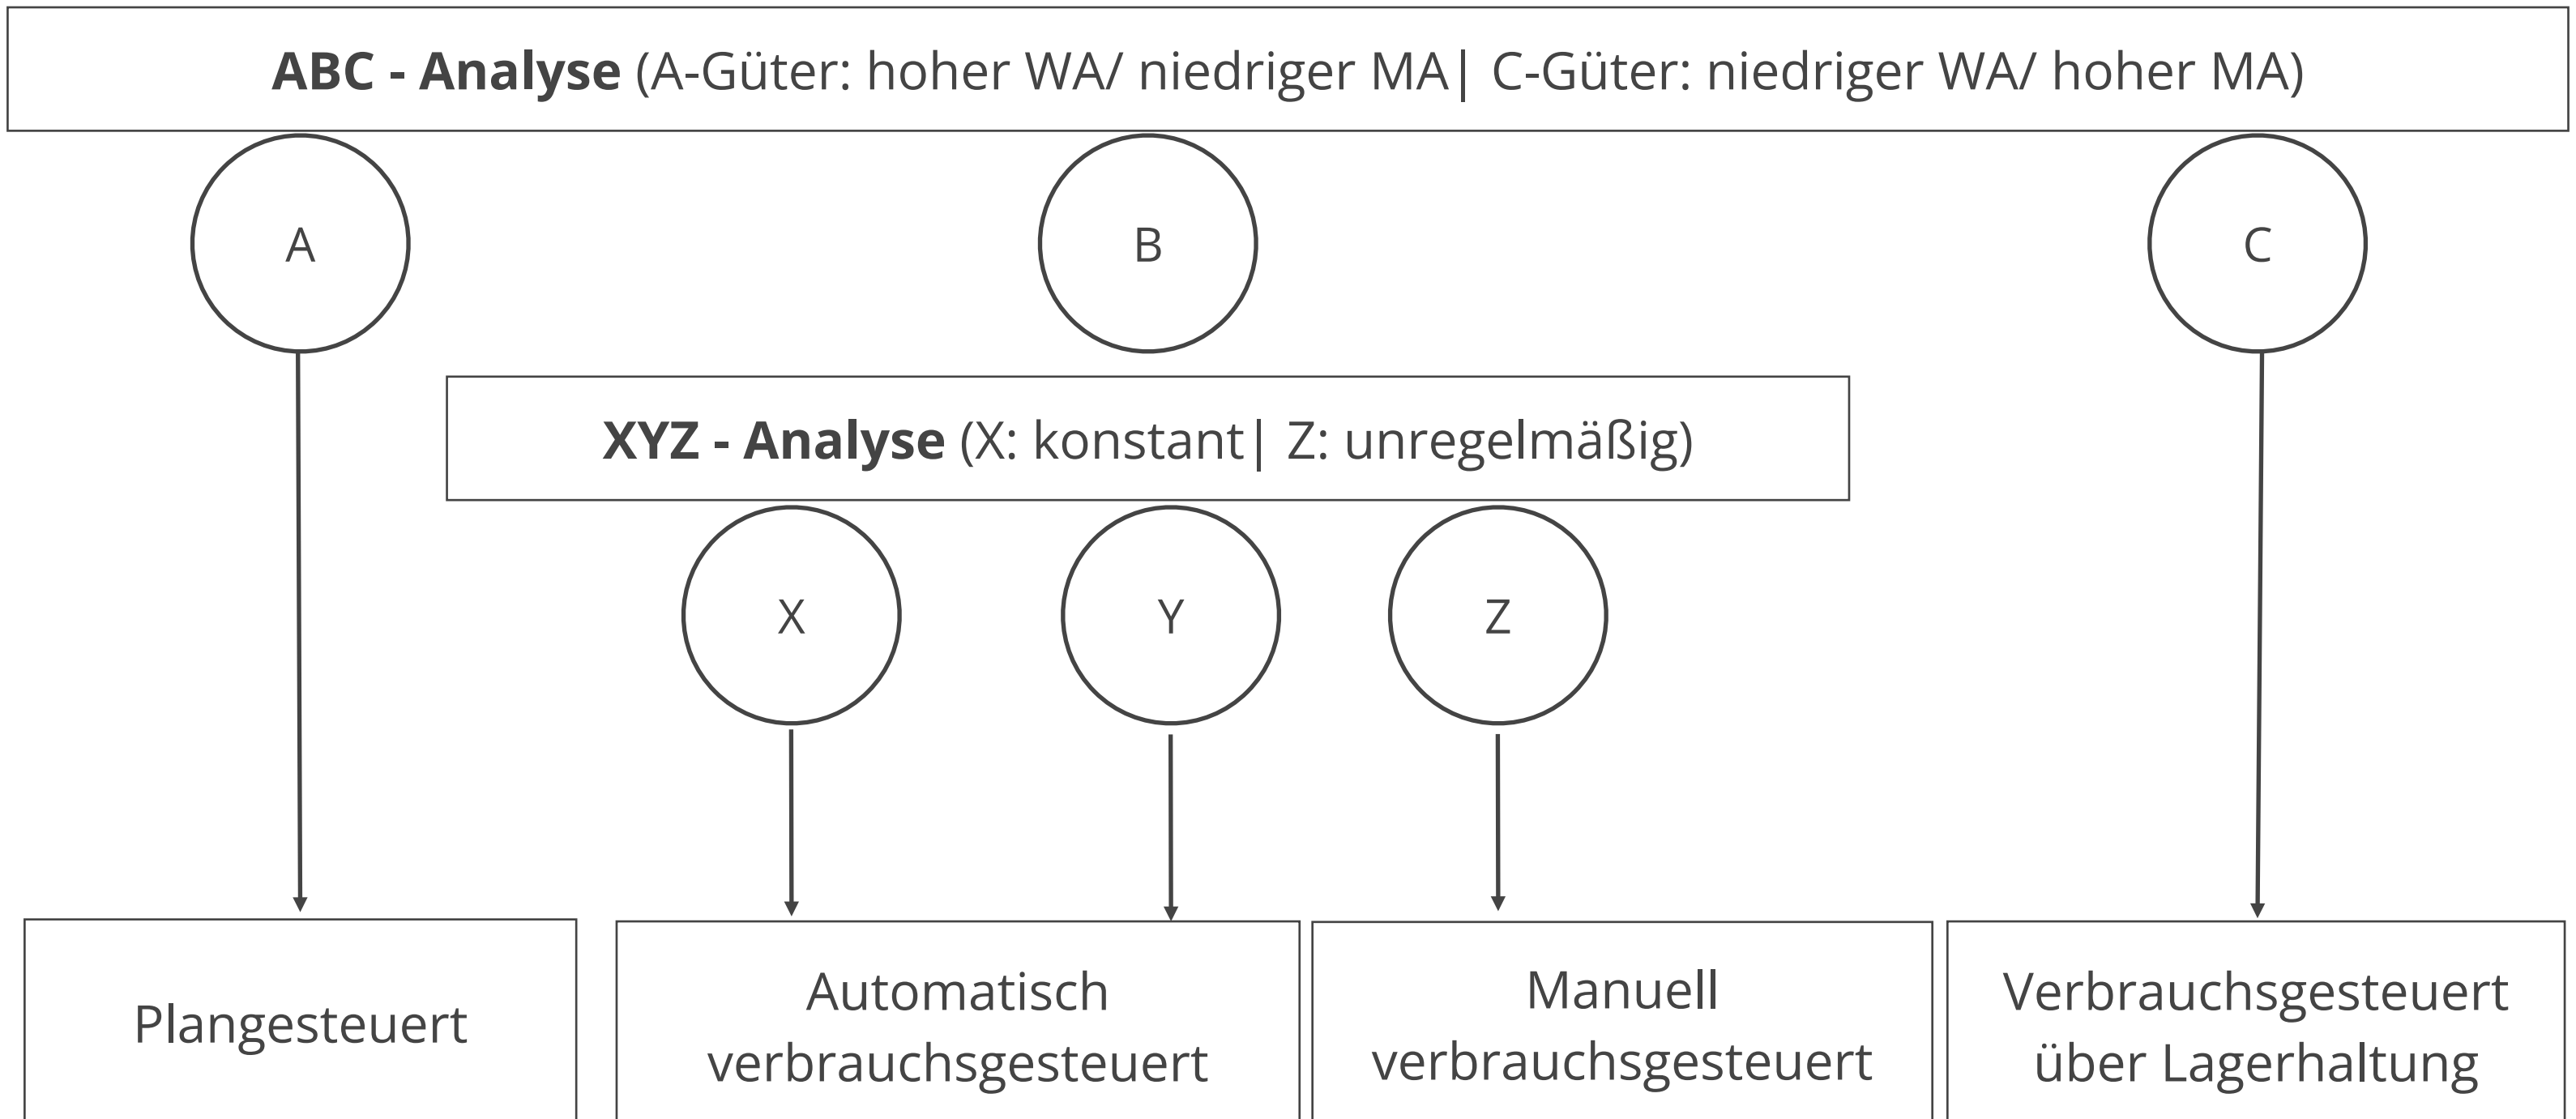 ABC - Analyse (A-Güter: hoher WA/ niedriger MA| C-Güter: niedriger WA/ hoher MA)
A
B
C
XYZ - Analyse (X: konstant| Z: unregelmäßig)
X
Y
Z
Plangesteuert
Automatisch
verbrauchsgesteuert
Manuell
verbrauchsgesteuert
Verbrauchsgesteuert
über Lagerhaltung